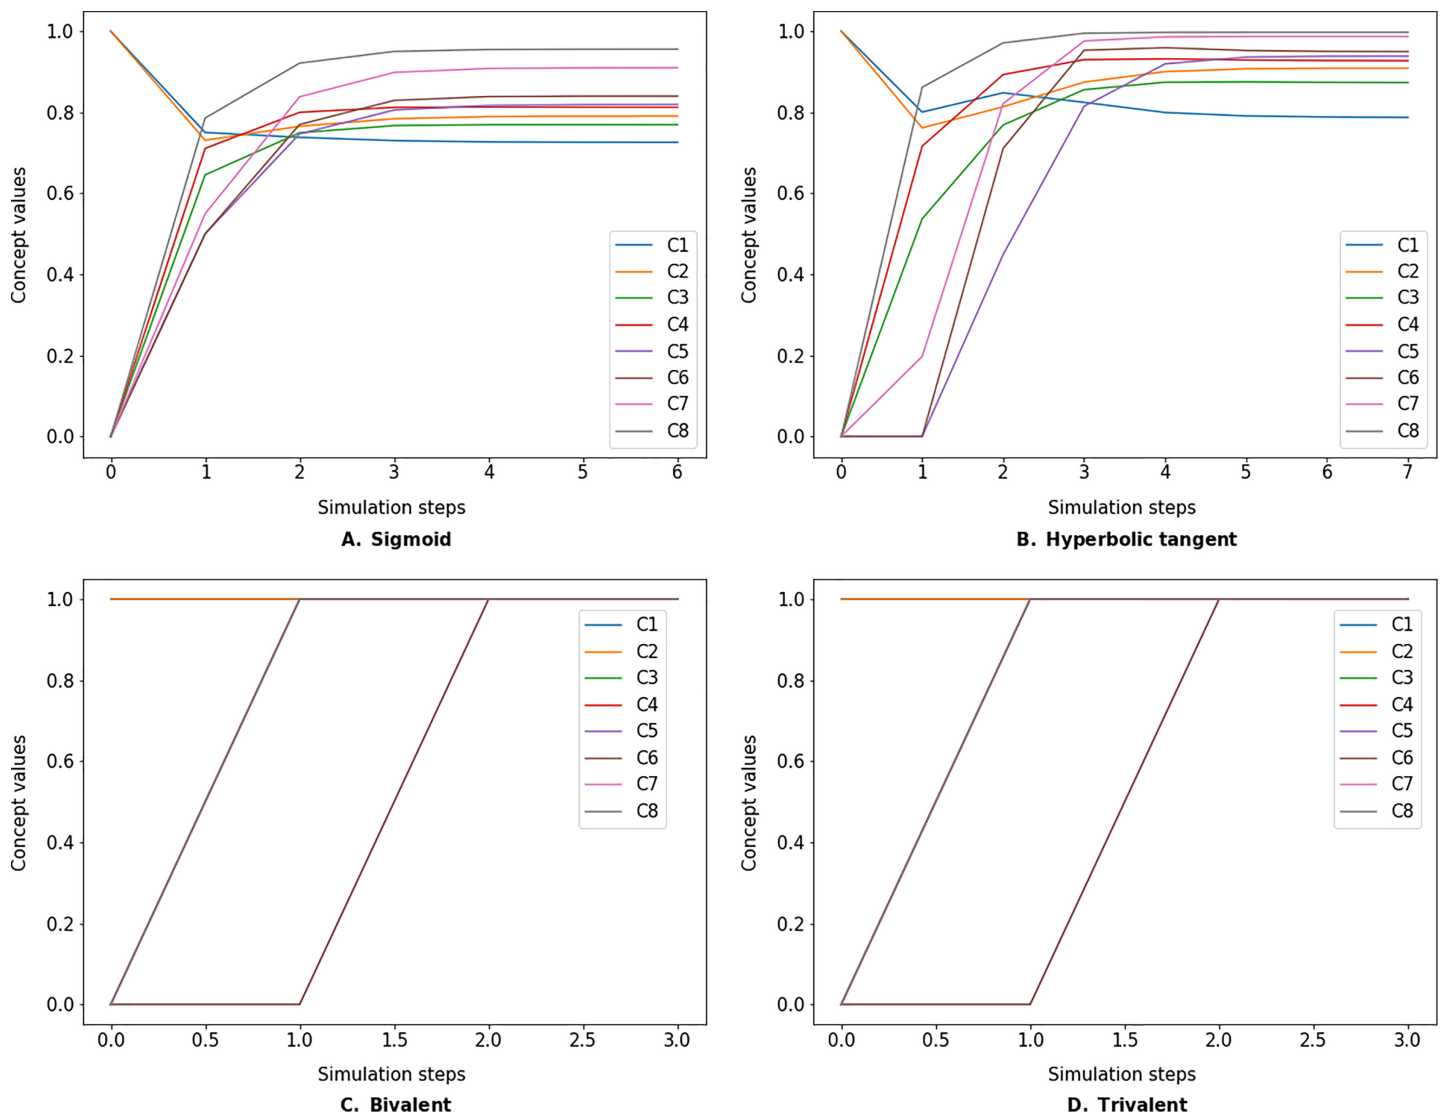 1.0
0.8
0.6
0.4
0.2
0.0
Concept values
C1
C2
C3
C4
C5
C6
C7
C8
0 1 2 3 4 5 6
Simulation steps
A. Sigmoid
1.0
0.8
0.6
0.4
0.2
0.0
Concept values
C1
C2
C3
C4
C5
C6
C7
C8
0 1 2 3 4 5 6 7
Simulation steps
B. Hyperbolic tangent
1.0
0.8
0.6
0.4
0.2
0.0
Concept values
C1
C2
C3
C4
C5
C6
C7
C8
0.0 0.5 1.0 1.5 2.0 2.5 3.0
Simulation steps
C. Bivalent
1.0
0.8
0.6
0.4
0.2
0.0
Concept values
C1
C2
C3
C4
C5
C6
C7
C8
0.0 0.5 1.0 1.5 2.0 2.5 3.0
Simulation steps
D. Trivalent